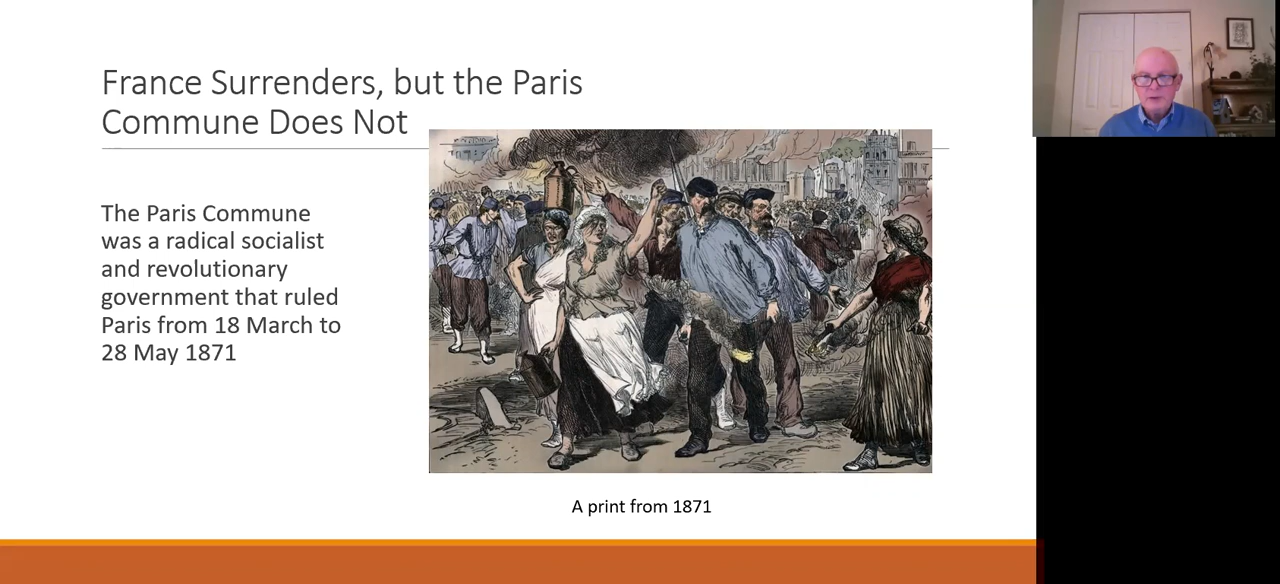 France Surrenders, but the Paris
Commune Does Not
The Paris Commune
was a radical socialist
and revolutionary
government that ruled
Paris from 18 March to
28 May 1871
A print from 1871